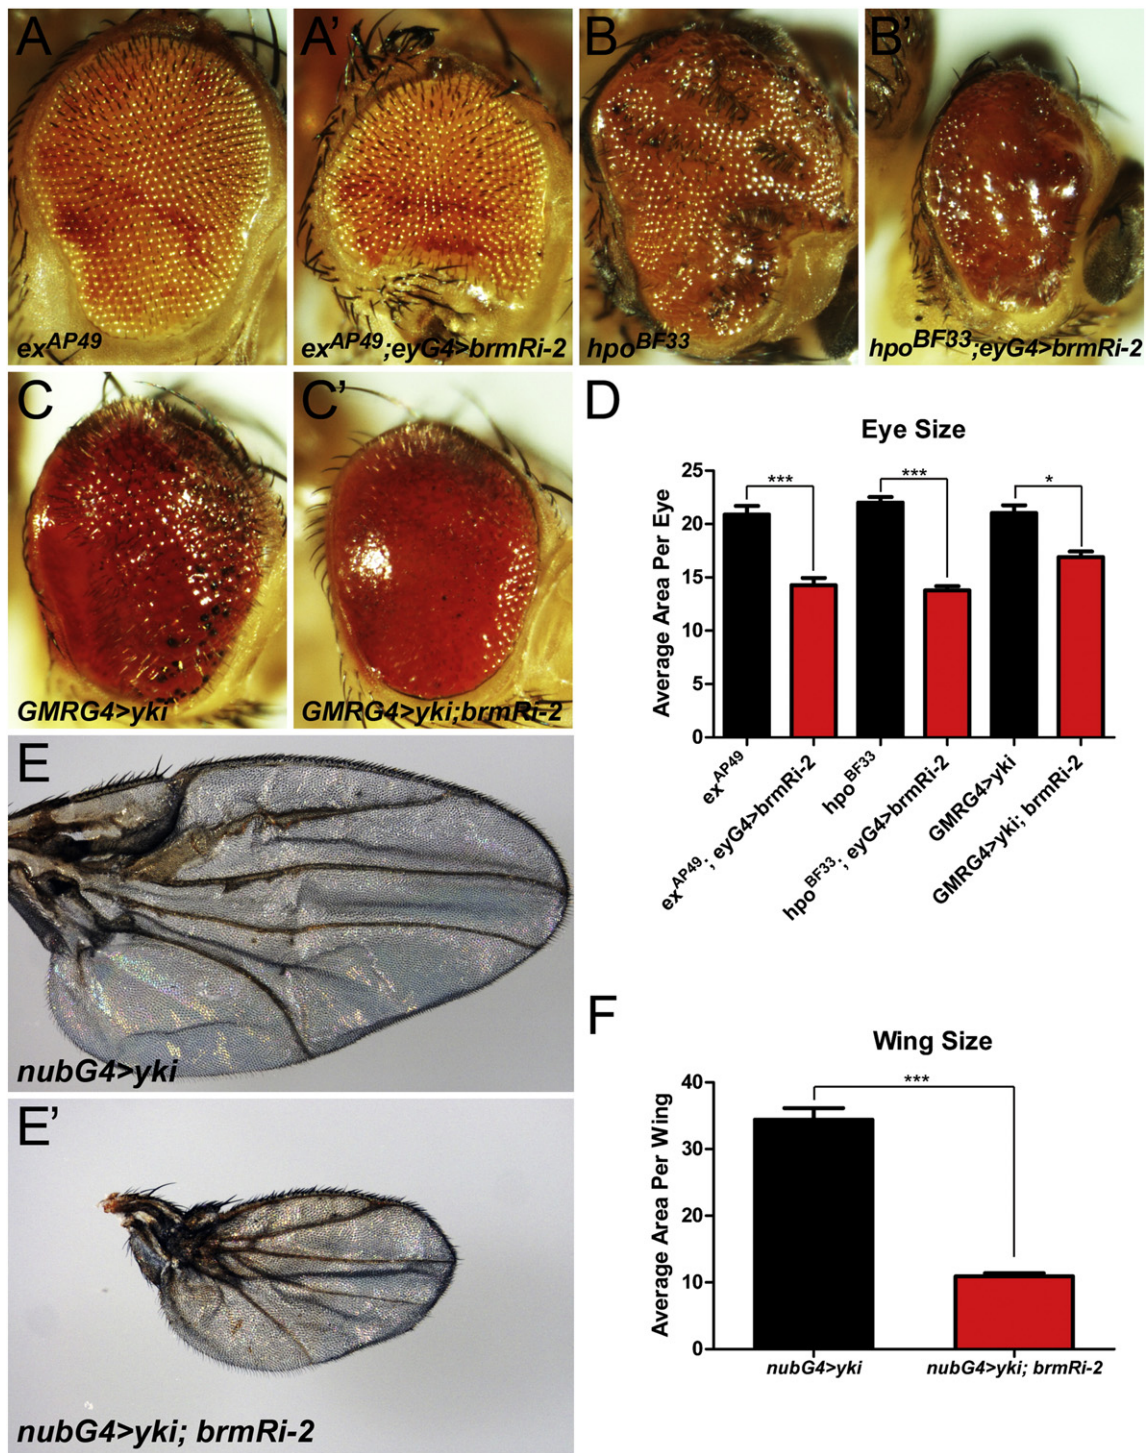 A
ex^AP49
A'
ex^AP49;eyG4>brmRi-2
B
hpo^BF33
B'
hpo^BF33;eyG4>brmRi-2
C
GMRG4>yki
C'
GMRG4>yki;brmRi-2
D
Eye Size
Average Area Per Eye
25
20
15
10
5
0
***
***
*
ex^AP49
ex^AP49; eyG4>brmRi-2
hpo^BF33
hpo^BF33; eyG4>brmRi-2
GMRG4>yki
GMRG4>yki; brmRi-2
E
nubG4>yki
E'
nubG4>yki; brmRi-2
F
Wing Size
Average Area Per Wing
40
30
20
10
0
***
nubG4>yki
nubG4>yki; brmRi-2